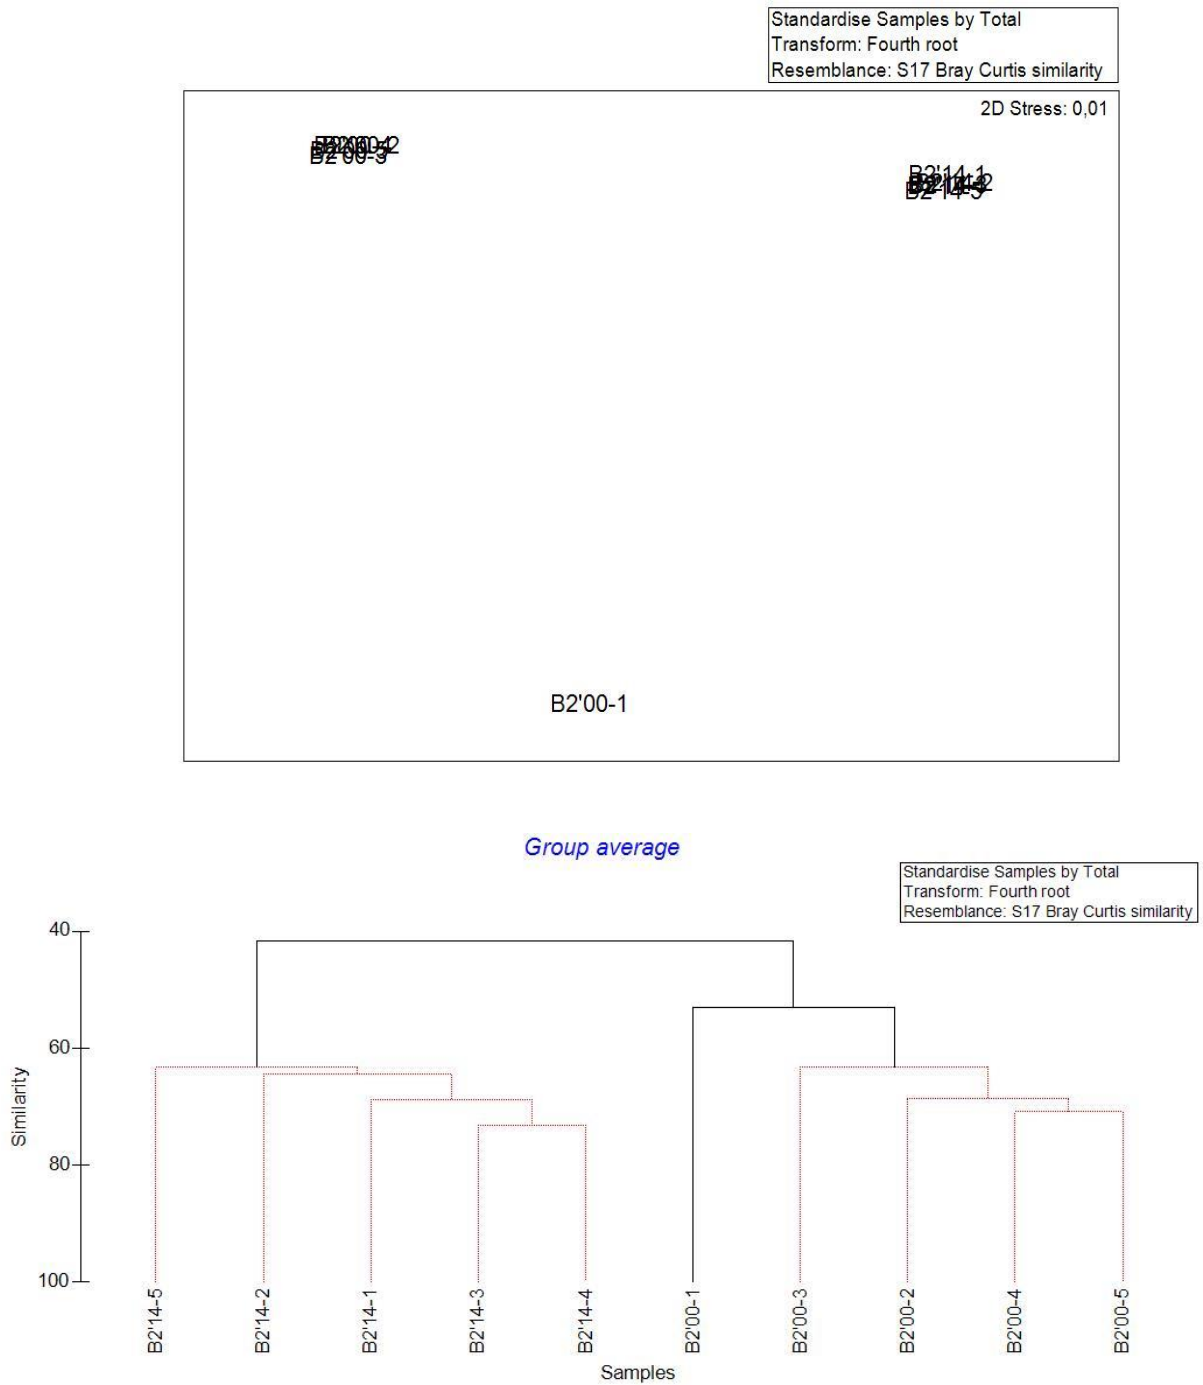 Standardise Samples by Total
Transform: Fourth root
Resemblance: S17 Bray Curtis similarity
2D Stress: 0,01
B2'14-1
B2'00-1
Group average
Standardise Samples by Total
Transform: Fourth root
Resemblance: S17 Bray Curtis similarity
40
60
80
100
Similarity
B2'14-5
B2'14-2
B2'14-1
B2'14-3
B2'14-4
B2'00-1
B2'00-3
B2'00-2
B2'00-4
B2'00-5
Samples